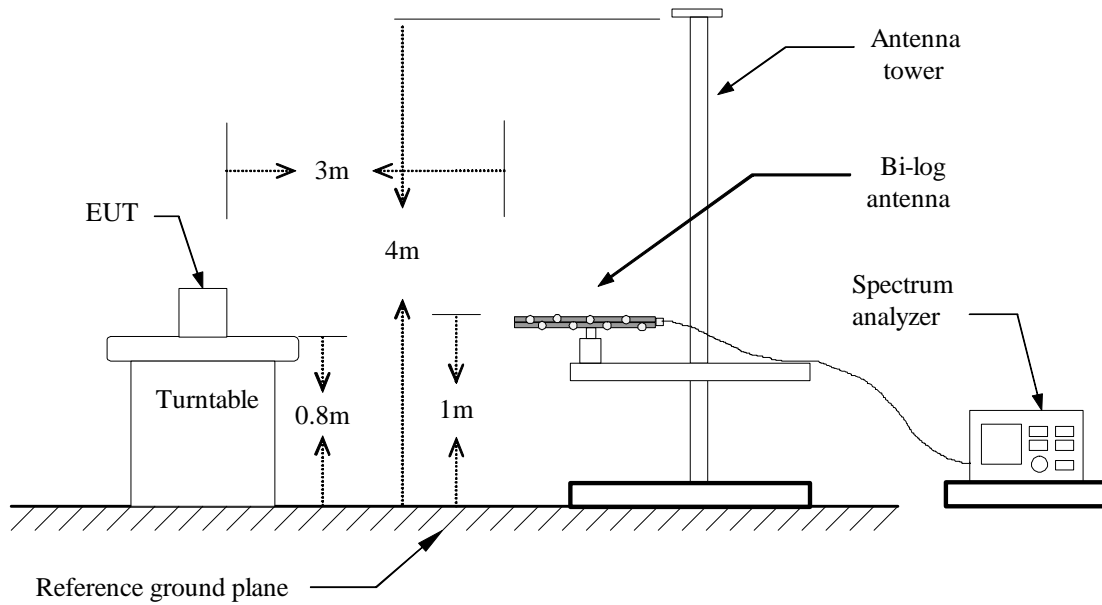 Antenna
tower
3m
Bi-log
antenna
EUT
4m
Spectrum
analyzer
Turntable
0.8m
1m
Reference ground plane